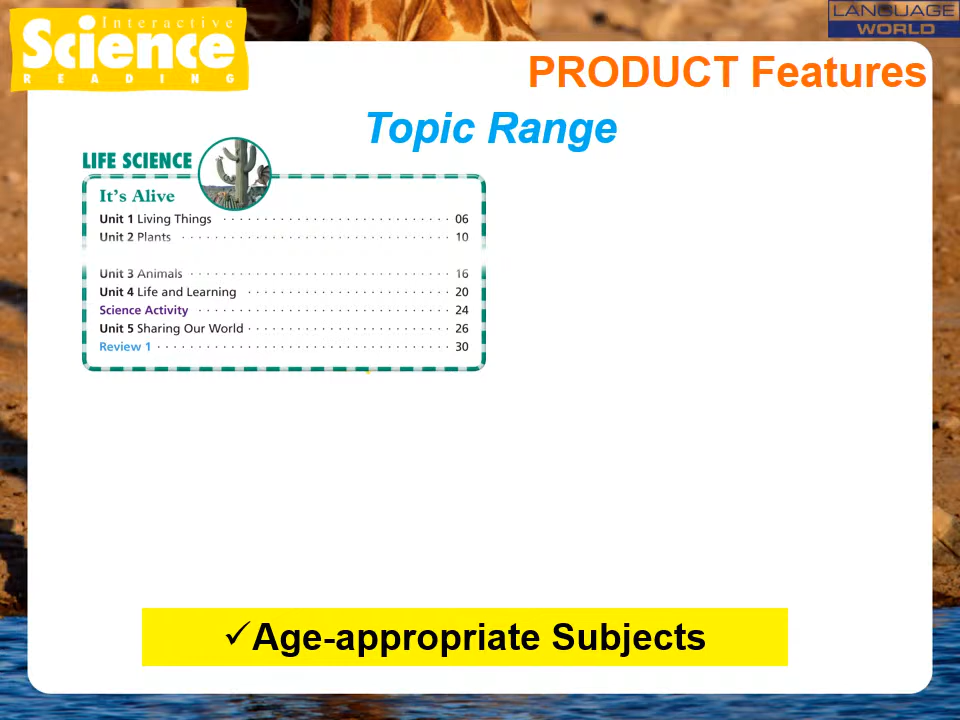 Interactive
Science
READING
LANGUAGE
WORLD
PRODUCT Features
Topic Range
LIFE SCIENCE
It's Alive
Unit 1 Living Things 06
Unit 2 Plants 10
Unit 3 Animals 16
Unit 4 Life and Learning 20
Science Activity 24
Unit 5 Sharing Our World 26
Review 1 30
✓Age-appropriate Subjects